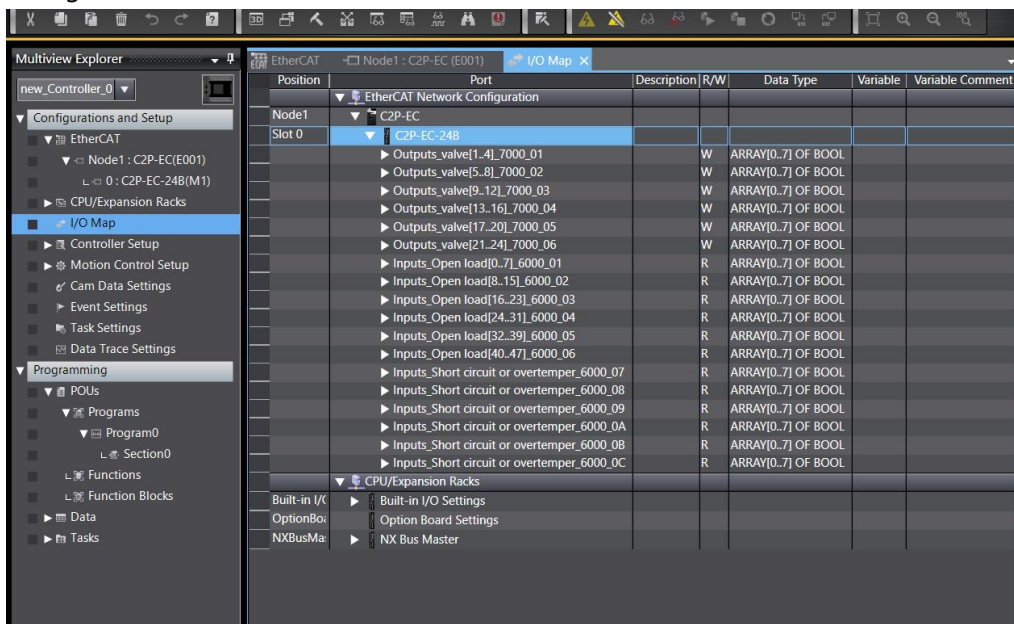 Multiview Explorer
new_Controller_0
Configurations and Setup
EtherCAT
Node1 : C2P-EC(E001)
0 : C2P-EC-24B(M1)
CPU/Expansion Racks
I/O Map
Controller Setup
Motion Control Setup
Cam Data Settings
Event Settings
Task Settings
Data Trace Settings
Programming
POUs
Programs
Program0
Section0
Functions
Function Blocks
Data
Tasks
EtherCAT Node1 : C2P-EC (E001) I/O Map
Position Port Description R/W Data Type Variable Variable Comment
EtherCAT Network Configuration
Node1 C2P-EC
Slot 0 C2P-EC-24B
Outputs_valve[1..4]_7000_01 W ARRAY[0..7] OF BOOL
Outputs_valve[5..8]_7000_02 W ARRAY[0..7] OF BOOL
Outputs_valve[9..12]_7000_03 W ARRAY[0..7] OF BOOL
Outputs_valve[13..16]_7000_04 W ARRAY[0..7] OF BOOL
Outputs_valve[17..20]_7000_05 W ARRAY[0..7] OF BOOL
Outputs_valve[21..24]_7000_06 W ARRAY[0..7] OF BOOL
Inputs_Open load[0..7]_6000_01 R ARRAY[0..7] OF BOOL
Inputs_Open load[8..15]_6000_02 R ARRAY[0..7] OF BOOL
Inputs_Open load[16..23]_6000_03 R ARRAY[0..7] OF BOOL
Inputs_Open load[24..31]_6000_04 R ARRAY[0..7] OF BOOL
Inputs_Open load[32..39]_6000_05 R ARRAY[0..7] OF BOOL
Inputs_Open load[40..47]_6000_06 R ARRAY[0..7] OF BOOL
Inputs_Short circuit or overtemper_6000_07 R ARRAY[0..7] OF BOOL
Inputs_Short circuit or overtemper_6000_08 R ARRAY[0..7] OF BOOL
Inputs_Short circuit or overtemper_6000_09 R ARRAY[0..7] OF BOOL
Inputs_Short circuit or overtemper_6000_0A R ARRAY[0..7] OF BOOL
Inputs_Short circuit or overtemper_6000_0B R ARRAY[0..7] OF BOOL
Inputs_Short circuit or overtemper_6000_0C R ARRAY[0..7] OF BOOL
CPU/Expansion Racks
Built-in I/O Built-in I/O Settings
OptionBoa Option Board Settings
NXBusMa: NX Bus Master